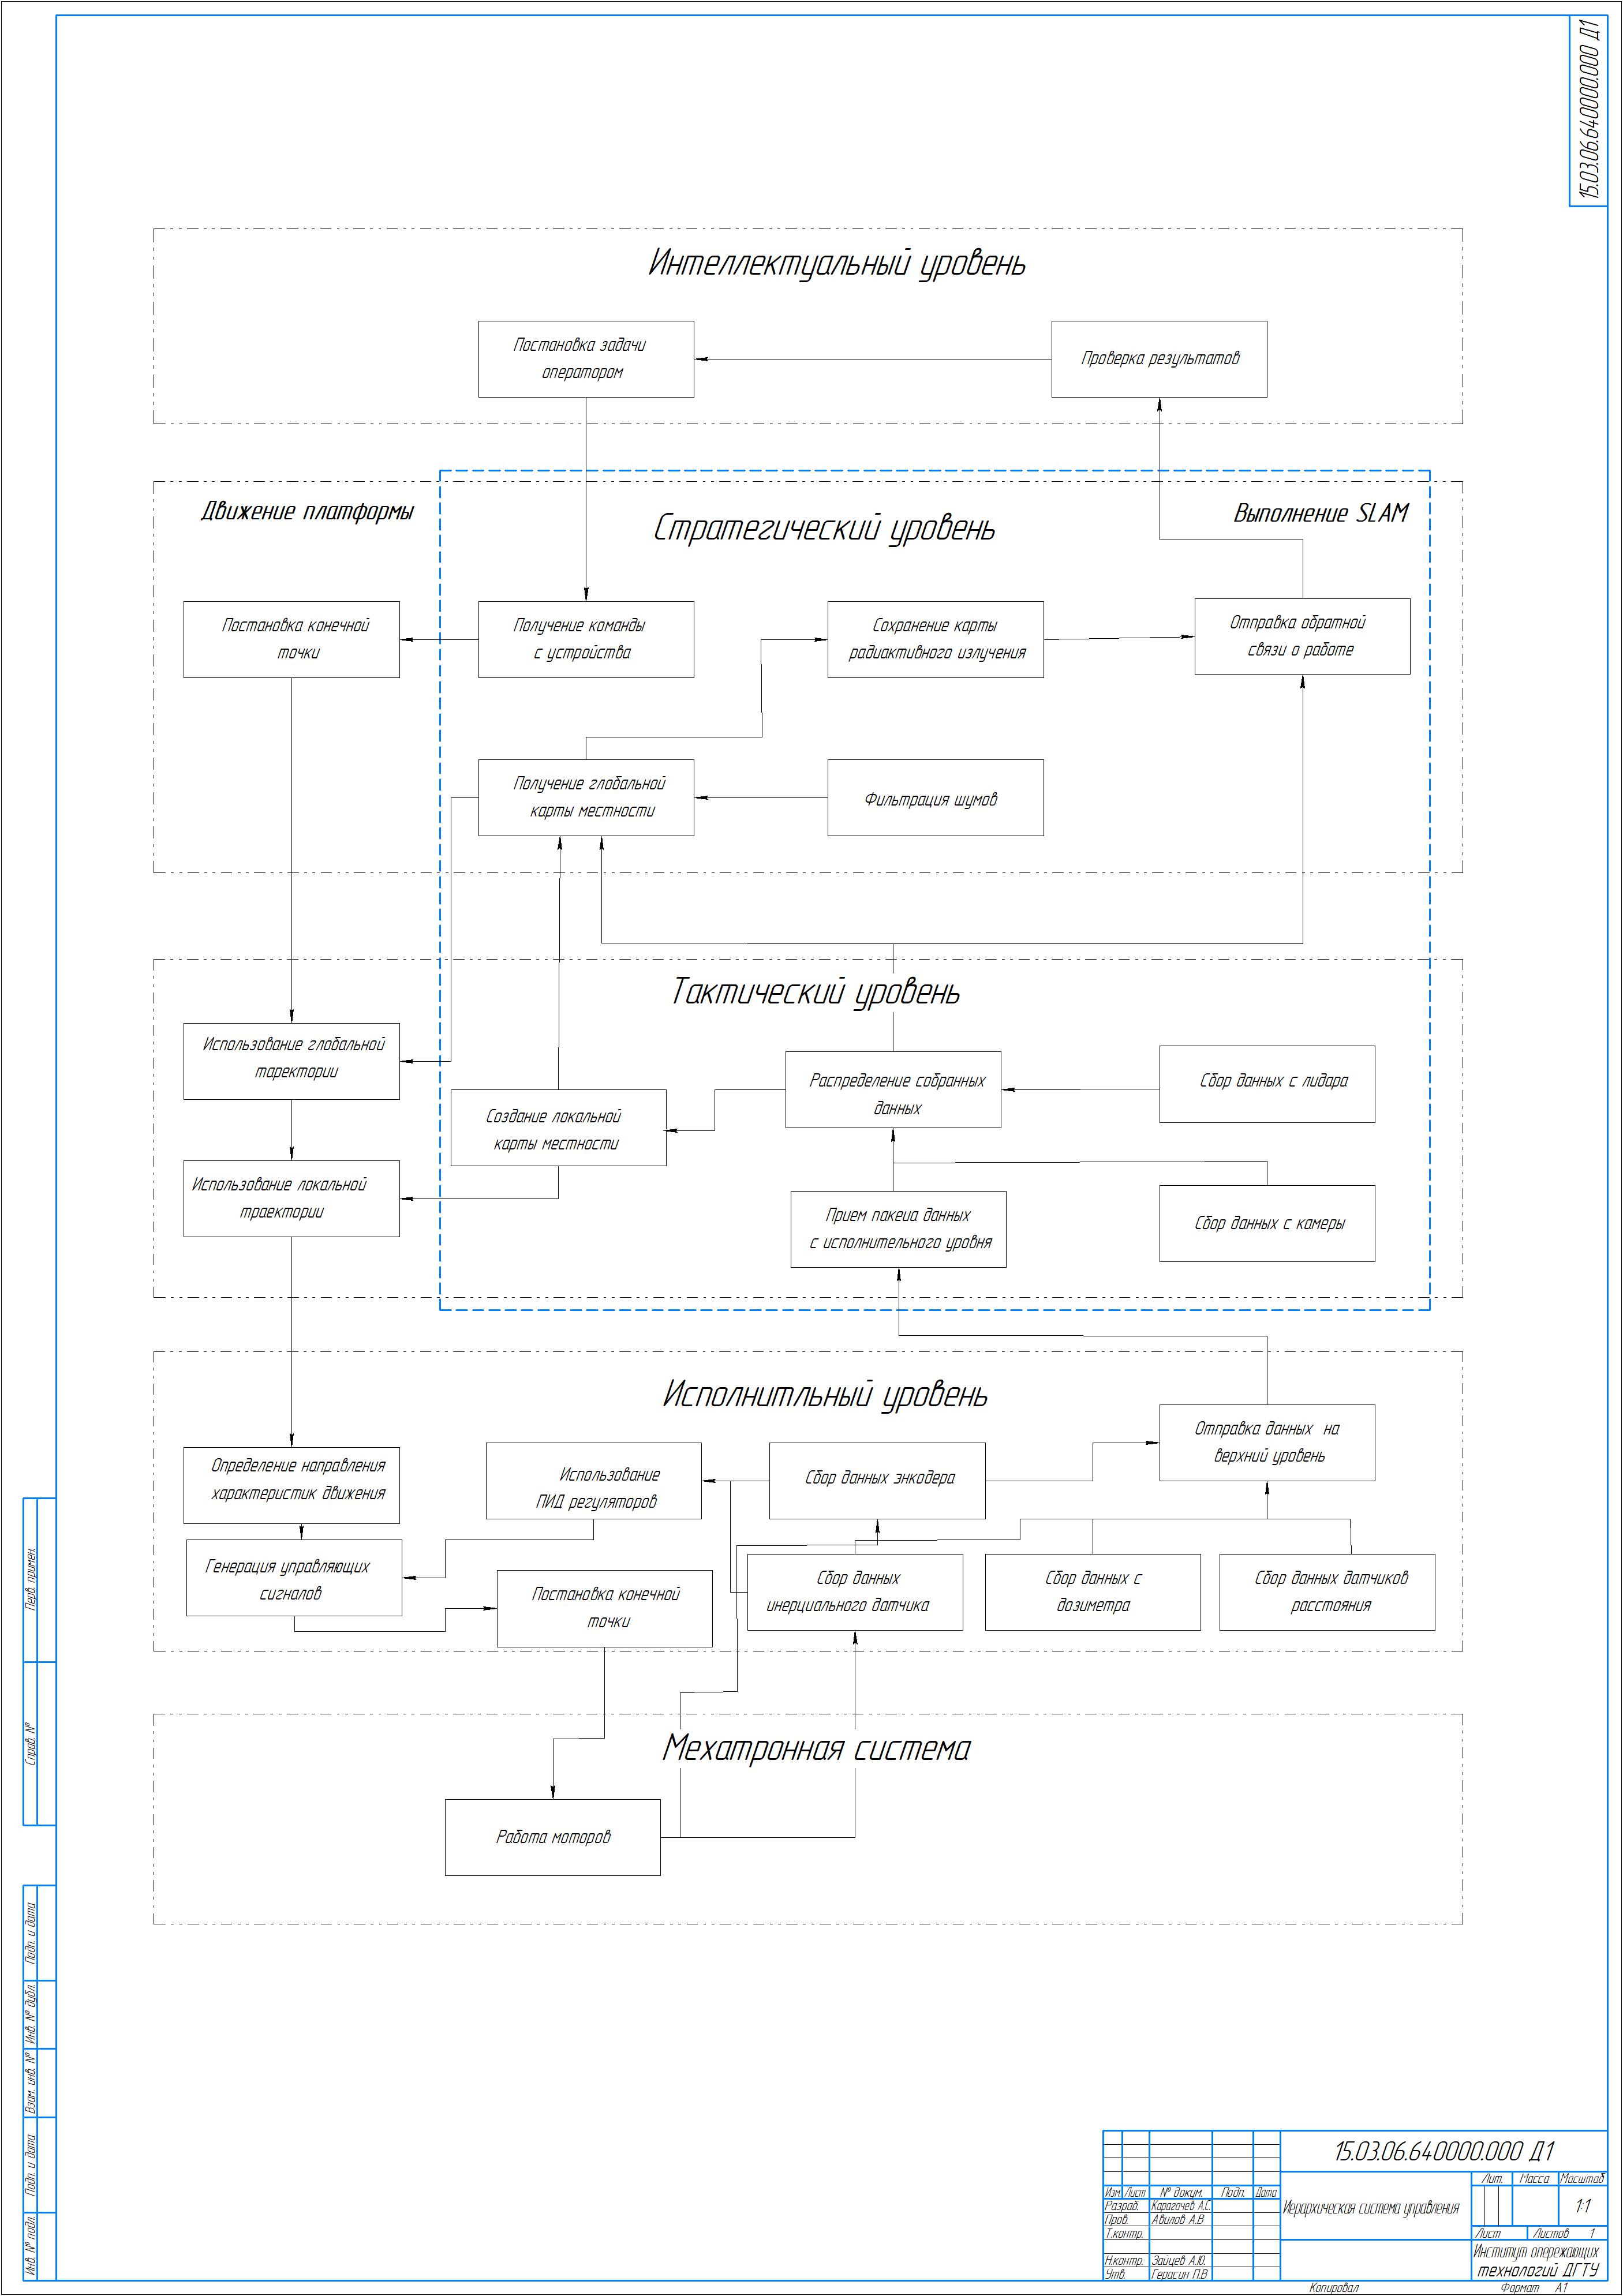 15.03.06.640000.000 Д1
Интеллектуальный уровень
Постановка задачи
оператором
Проверка результатов
Движение платформы
Стратегический уровень
Выполнение SLAM
Постановка конечной
точки
Получение команды
с устройства
Сохранение карты
радиактивного излучения
Отправка обратной
связи о работе
Получение глобальной
карты местности
Фильтрация шумов
Тактический уровень
Использование глобальной
таректории
Создание локальной
карты местности
Распределение собранных
данных
Сбор данных с лидара
Использование локальной
траектории
Прием пакеиа данных
с исполнительного уровня
Сбор данных с камеры
Исполнитльный уровень
Определение направления
характеристик движения
Использование
ПИД регуляторов
Сбор данных энкодера
Отправка данных на
верхний уровень
Генерация управляющих
сигналов
Постановка конечной
точки
Сбор данных
инерциального датчика
Сбор данных с
дозиметра
Сбор данных датчиков
расстояния
Мехатронная система
Работа моторов
Перв. примен.
Справ. №
Подп. и дата
Инв. № дубл.
Взам. инв. №
Подп. и дата
Инв. № подл.
15.03.06.640000.000 Д1
Изм. Лист № докум. Подп. Дата
Разраб. Карагачев А.С.
Пров. Авилов А.В
Т.контр.
Н.контр. Зайцев А.Ю.
Утв. Герасин П.В
Иерархическая система управления
Лит. Масса Масштаб
1:1
Лист Листов 1
Институт опережающих
технологий ДГТУ
Копировал Формат А1